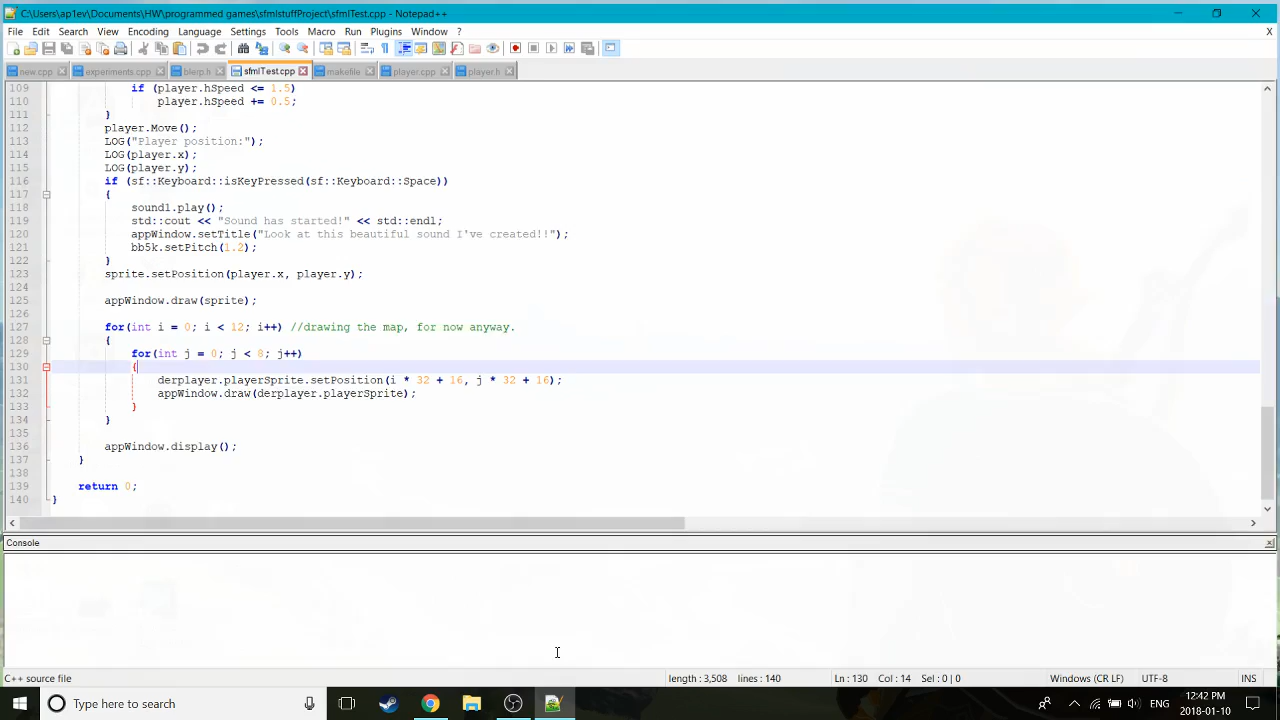 C:\Users\ap1ev\Documents\HW\programmed games\sfmlstuffProject\sfmlTest.cpp - Notepad++
File Edit Search View Encoding Language Settings Tools Macro Run Plugins Window ? X
new.cpp experiments.cpp blerp.h sfmlTest.cpp makefile player.cpp player.h
109 if (player.hSpeed <= 1.5)
110 player.hSpeed += 0.5;
111 }
112 player.Move();
113 LOG("Player position:");
114 LOG(player.x);
115 LOG(player.y);
116 if (sf::Keyboard::isKeyPressed(sf::Keyboard::Space))
117 {
118 sound1.play();
119 std::cout << "Sound has started!" << std::endl;
120 appWindow.setTitle("Look at this beautiful sound I've created!!");
121 bb5k.setPitch(1.2);
122 }
123 sprite.setPosition(player.x, player.y);
124
125 appWindow.draw(sprite);
126
127 for(int i = 0; i < 12; i++) //drawing the map, for now anyway.
128 {
129 for(int j = 0; j < 8; j++)
130 {
131 derplayer.playerSprite.setPosition(i * 32 + 16, j * 32 + 16);
132 appWindow.draw(derplayer.playerSprite);
133 }
134 }
135
136 appWindow.display();
137 }
138
139 return 0;
140 }
Console
C++ source file length : 3,508 lines : 140 Ln : 130 Col : 14 Sel : 0 | 0 Windows (CR LF) UTF-8 INS
Type here to search ENG 12:42 PM
2018-01-10